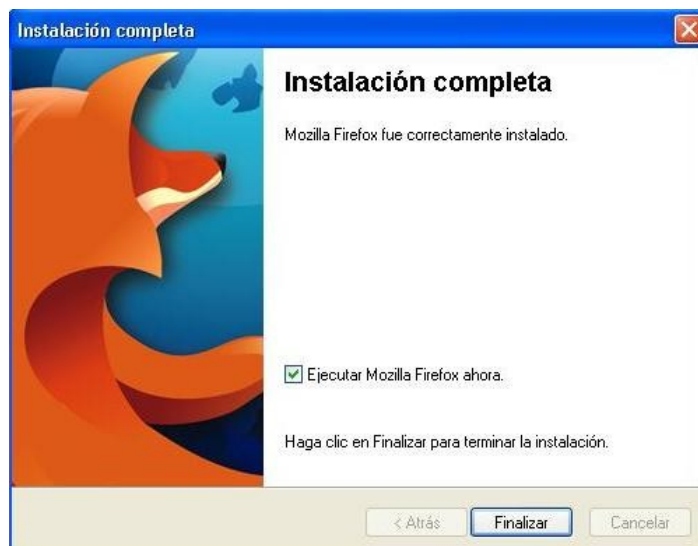 Instalación completa
Instalación completa
Mozilla Firefox fue correctamente instalado.
Ejecutar Mozilla Firefox ahora.
Haga clic en Finalizar para terminar la instalación.
< Atrás Finalizar Cancelar